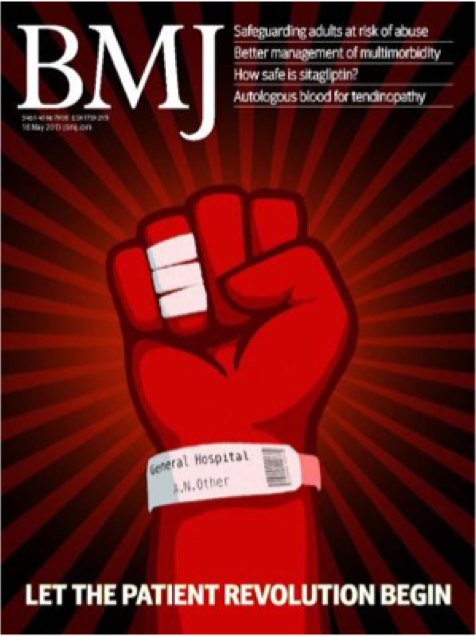 BMJ
Safeguarding adults at risk of abuse
Better management of multimorbidity
How safe is sitagliptin?
Autologous blood for tendinopathy
18 May 2013 | bmj.com
General Hospital
A.N.Other
LET THE PATIENT REVOLUTION BEGIN